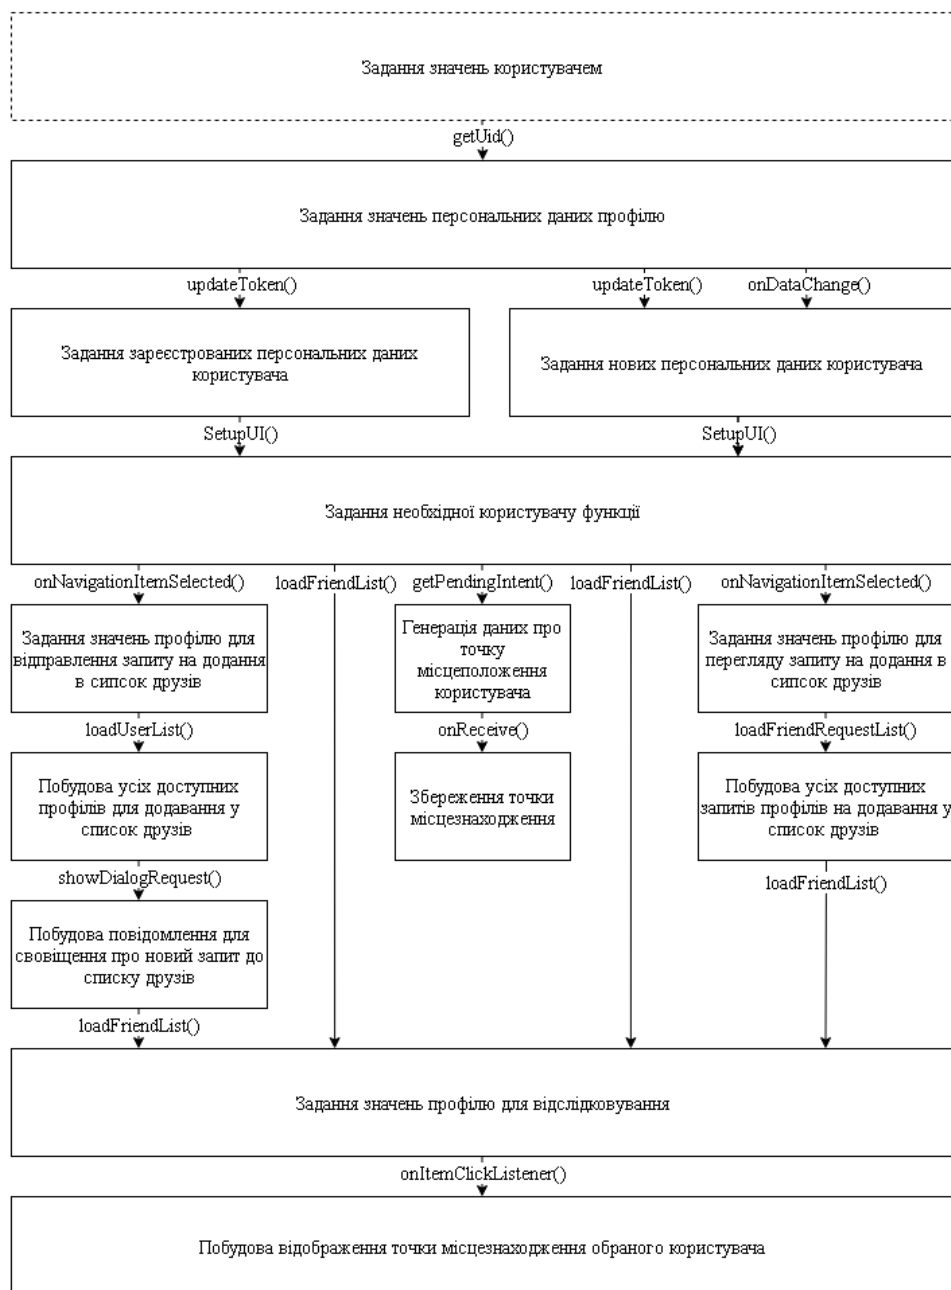 Задання значень користувачем
getUid()
Задання значень персональних даних профілю
updateToken()
updateToken()
onDataChange()
Задання зареєстрованих персональних даних
користувача
Задання нових персональних даних користувача
SetupUI()
SetupUI()
Задання необхідної користувачу функції
onNavigationItemSelected()
loadFriendList()
getPendingIntent()
loadFriendList()
onNavigationItemSelected()
Задання значень профілю для
відправлення запиту на додання
в сипсок друзів
Генерація даних про
точку
місцеположення
користувача
Задання значень профілю для
перегляду запиту на додання в
сипсок друзів
loadUserList()
onReceive()
loadFriendRequestList()
Побудова усіх доступних
профілів для додавання у
список друзів
Збереження точки
місцезнаходження
Побудова усіх доступних
запитів профілів на додавання у
список друзів
showDialogRequest()
loadFriendList()
Побудова повідомлення для
свовіщення про новий запит до
списку друзів
loadFriendList()
Задання значень профілю для відслідковування
onItemClickListener()
Побудова відображення точки місцезнаходження обраного користувача